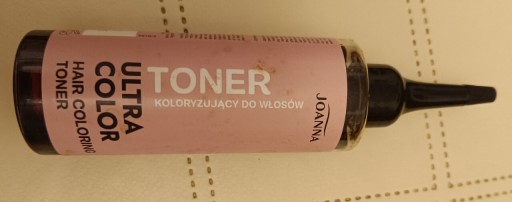 ULTRA
COLOR
HAIR COLORING
TONER
TONER
KOLORYZUJĄCY DO WŁOSÓW
JOANNA